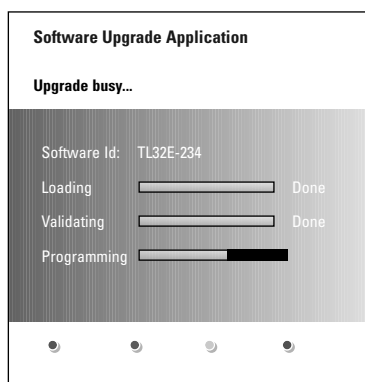 Software Upgrade Application
Upgrade busy...
Software Id: TL32E-234
Loading Done
Validating Done
Programming